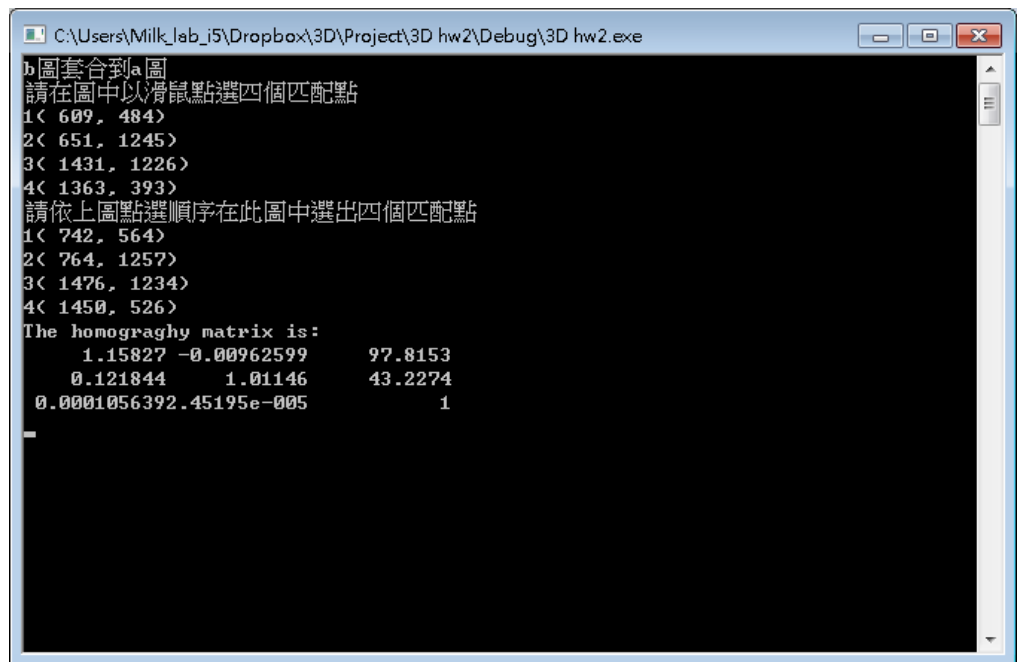 C:\Users\Milk_lab_i5\Dropbox\3D\Project\3D hw2\Debug\3D hw2.exe
b圖套合到a圖
請在圖中以滑鼠點選四個匹配點
1( 609, 484)
2( 651, 1245)
3( 1431, 1226)
4( 1363, 393)
請依上圖點選順序在此圖中選出四個匹配點
1( 742, 564)
2( 764, 1257)
3( 1476, 1234)
4( 1450, 526)
The homograghy matrix is:
1.15827 -0.00962599 97.8153
0.121844 1.01146 43.2274
0.0001056392.45195e-005 1